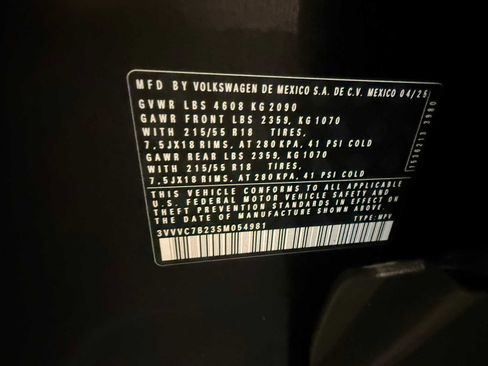 MFD BY VOLKSWAGEN DE MEXICO S.A. DE C.V. MEXICO 04/25
GVWR LBS 4608 KG 2090
GAWR FRONT LBS 2359, KG 1070
WITH 215/55 R18 TIRES,
7,5JX18 RIMS, AT 280 KPA, 41 PSI COLD
GAWR REAR LBS 2359, KG 1070
WITH 215/55 R18 TIRES,
7,5JX18 RIMS, AT 280 KPA, 41 PSI COLD
THIS VEHICLE CONFORMS TO ALL APPLICABLE
U.S. FEDERAL MOTOR VEHICLE SAFETY AND
THEFT PREVENTION STANDARDS IN EFFECT ON
THE DATE OF MANUFACTURE SHOWN ABOVE.
3VVVC7B23SM054981 TYPE: MPV
1536213 3980